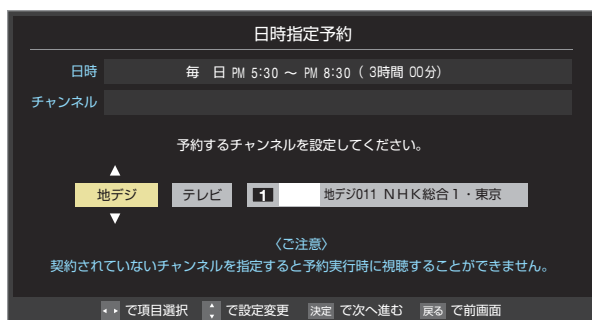 日時指定予約
日時 毎 日 PM 5:30 ～ PM 8:30 ( 3時間 00分)
チャンネル
予約するチャンネルを設定してください。
地デジ テレビ 1 地デジ011 ＮＨＫ総合１・東京
〈ご注意〉
契約されていないチャンネルを指定すると予約実行時に視聴することができません。
で項目選択 で設定変更 決定 で次へ進む 戻る で前画面